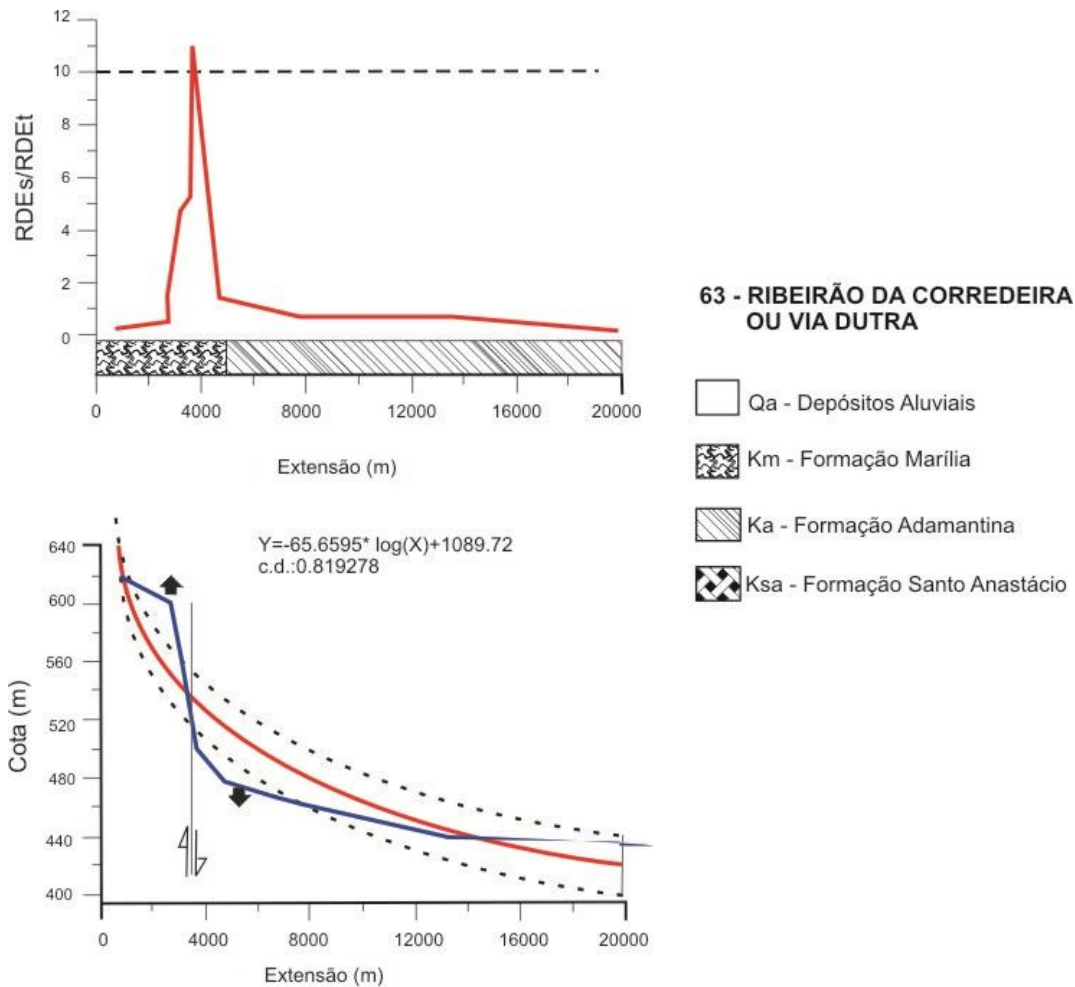 12
10
8
6
4
2
0
RDEs/RDEt
0 4000 8000 12000 16000 20000
Extensão (m)
63 - RIBEIRÃO DA CORREDEIRA
OU VIA DUTRA
Qa - Depósitos Aluviais
Km - Formação Marília
Ka - Formação Adamantina
Ksa - Formação Santo Anastácio
Y=-65.6595* log(X)+1089.72
c.d.:0.819278
640
600
560
520
480
440
400
Cota (m)
0 4000 8000 12000 16000 20000
Extensão (m)